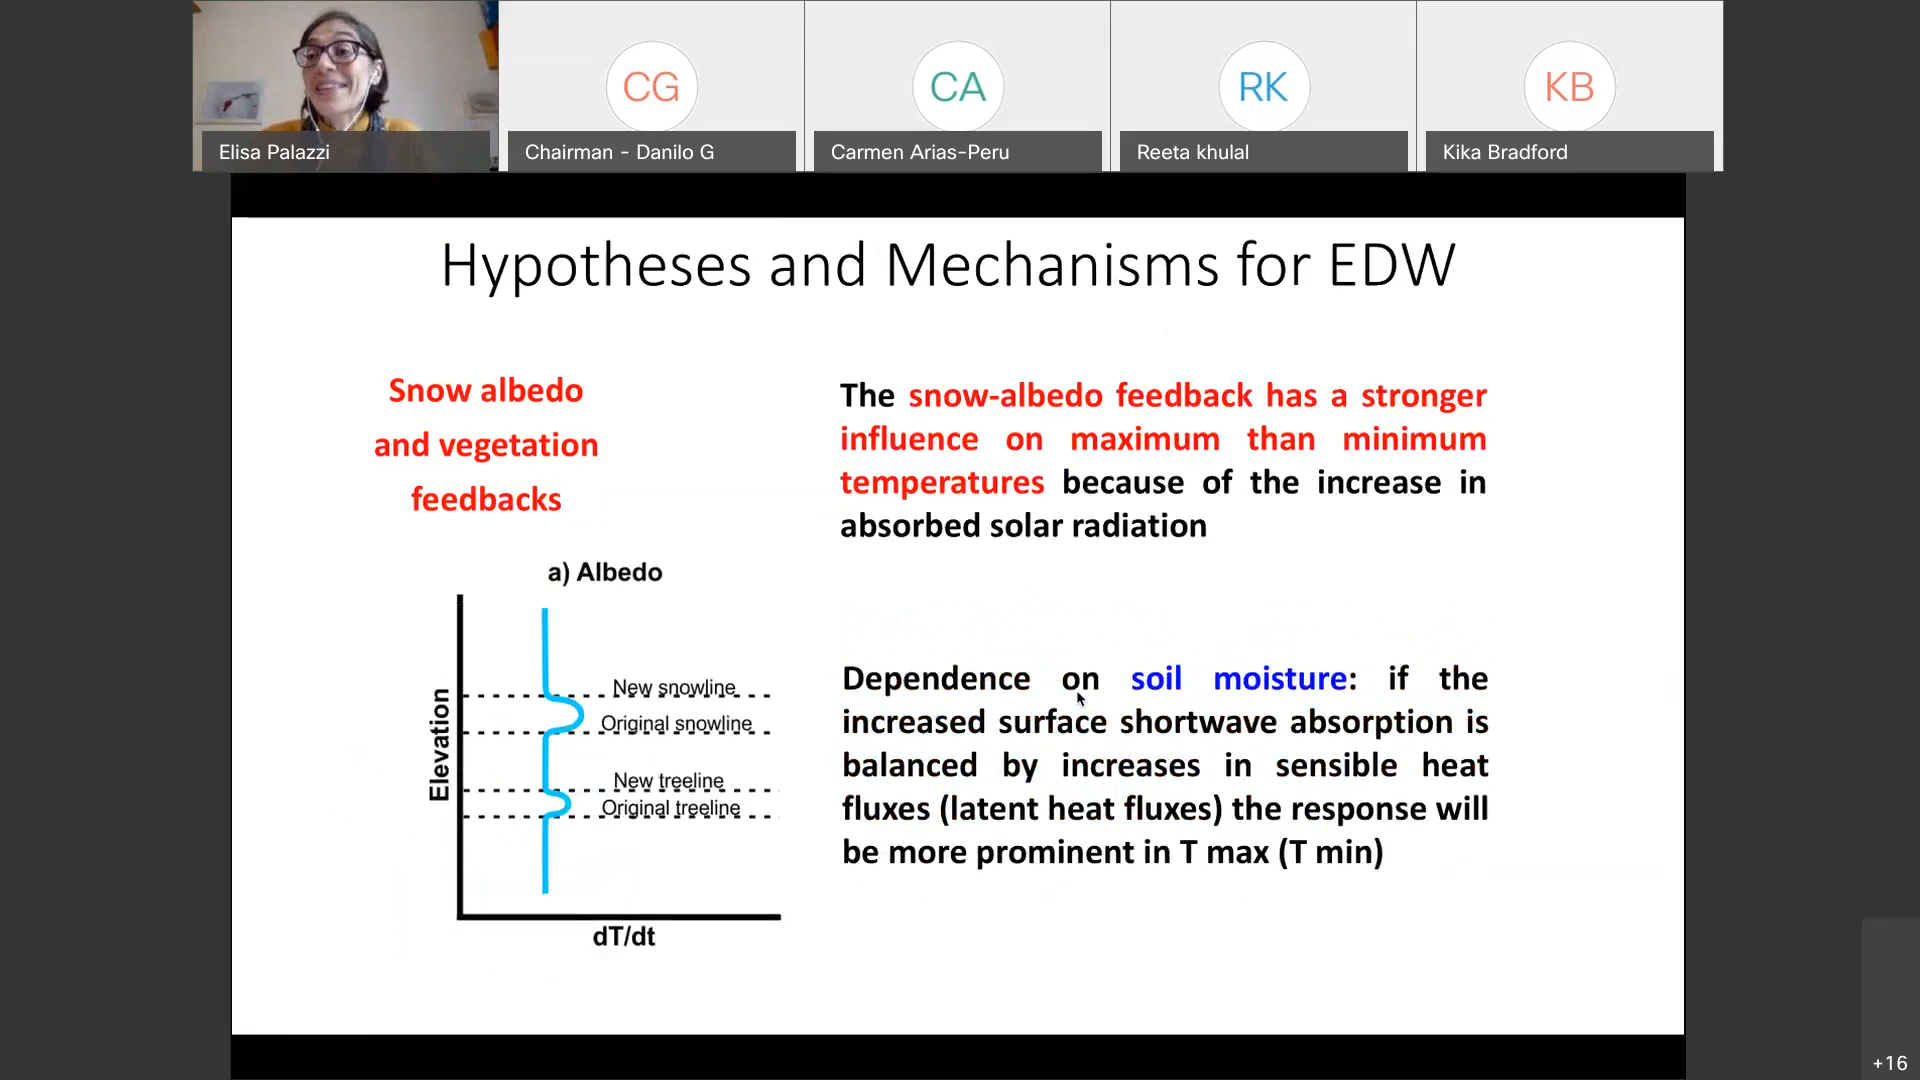 CG
CA
RK
KB
Elisa Palazzi
Chairman - Danilo G
Carmen Arias-Peru
Reeta khulal
Kika Bradford
Hypotheses and Mechanisms for EDW
Snow albedo
and vegetation
feedbacks
The snow-albedo feedback has a stronger
influence on maximum than minimum
temperatures because of the increase in
absorbed solar radiation
a) Albedo
New snowline
Original snowline
New treeline
Original treeline
Elevation
dT/dt
Dependence on soil moisture: if the
increased surface shortwave absorption is
balanced by increases in sensible heat
fluxes (latent heat fluxes) the response will
be more prominent in T max (T min)
+16